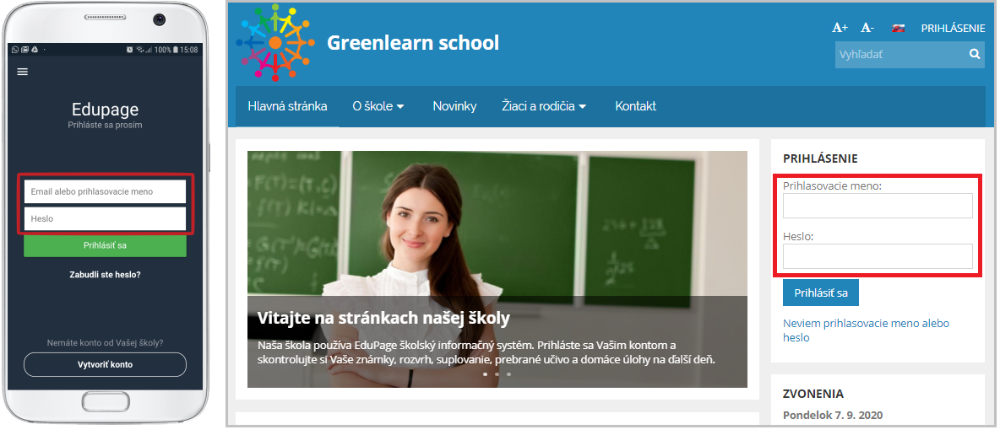 100% 15:08
Edupage
Prihláste sa prosím
Email alebo prihlasovacie meno
Heslo
Prihlásiť sa
Zabudli ste heslo?
Nemáte konto od Vašej školy?
Vytvoriť konto
Greenlearn school
A+ A- PRIHLÁSENIE
Vyhľadať
Hlavná stránka O škole Novinky Žiaci a rodičia Kontakt
Vitajte na stránkach našej školy
Naša škola používa EduPage školský informačný systém. Prihláste sa Vašim kontom a
skontrolujte si Vaše známky, rozvrh, suplovanie, prebrané učivo a domáce úlohy na ďalší deň.
PRIHLÁSENIE
Prihlasovacie meno:
Heslo:
Prihlásiť sa
Neviem prihlasovacie meno alebo
heslo
ZVONENIA
Pondelok 7. 9. 2020